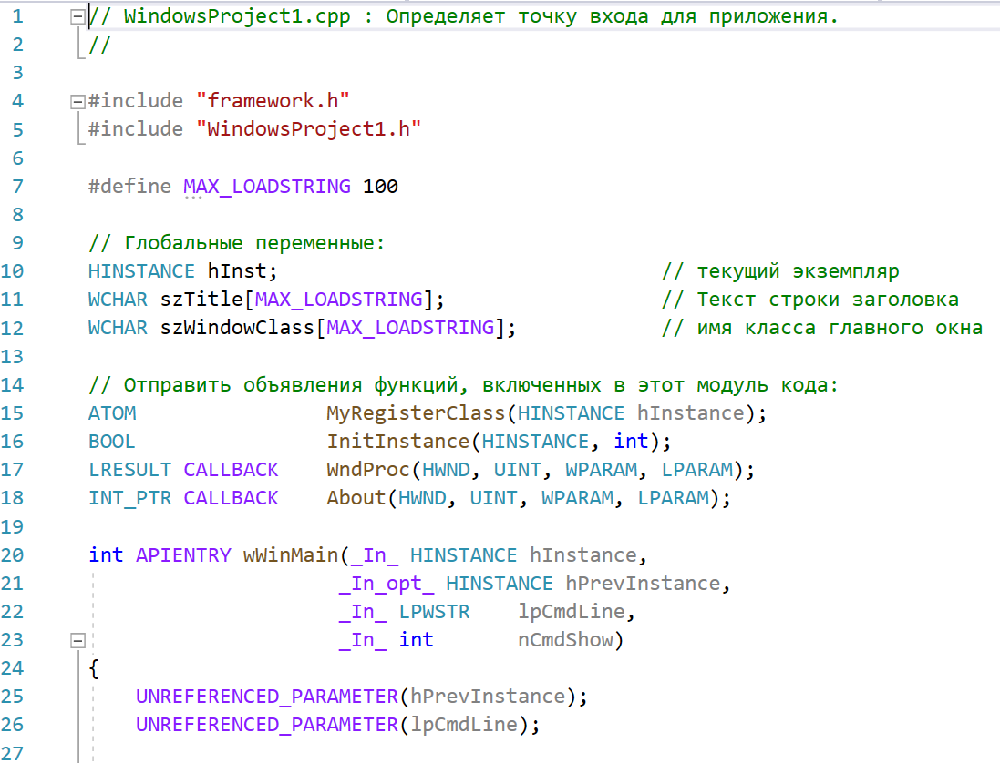 1 // WindowsProject1.cpp : Определяет точку входа для приложения.
2 //
3
4 #include "framework.h"
5 #include "WindowsProject1.h"
6
7 #define MAX_LOADSTRING 100
8
9 // Глобальные переменные:
10 HINSTANCE hInst;                                // текущий экземпляр
11 WCHAR szTitle[MAX_LOADSTRING];                  // Текст строки заголовка
12 WCHAR szWindowClass[MAX_LOADSTRING];            // имя класса главного окна
13
14 // Отправить объявления функций, включенных в этот модуль кода:
15 ATOM                MyRegisterClass(HINSTANCE hInstance);
16 BOOL                InitInstance(HINSTANCE, int);
17 LRESULT CALLBACK    WndProc(HWND, UINT, WPARAM, LPARAM);
18 INT_PTR CALLBACK    About(HWND, UINT, WPARAM, LPARAM);
19
20 int APIENTRY wWinMain(_In_ HINSTANCE hInstance,
21                      _In_opt_ HINSTANCE hPrevInstance,
22                      _In_ LPWSTR    lpCmdLine,
23                      _In_ int       nCmdShow)
24 {
25     UNREFERENCED_PARAMETER(hPrevInstance);
26     UNREFERENCED_PARAMETER(lpCmdLine);
27